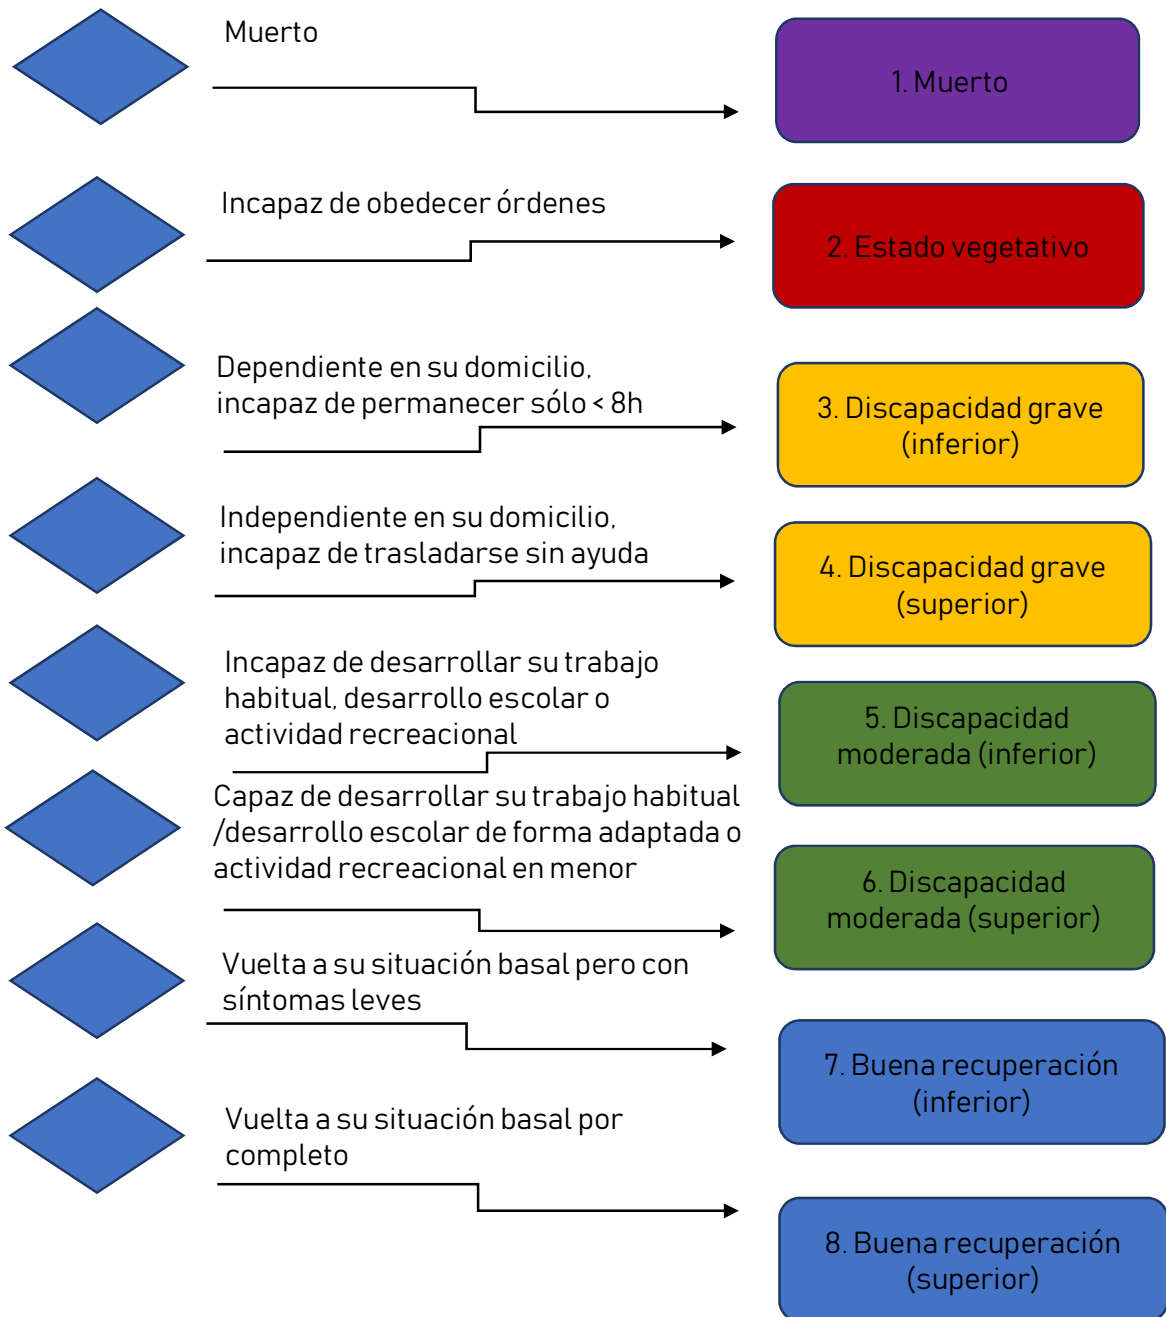 Muerto
1. Muerto
Incapaz de obedecer órdenes
2. Estado vegetativo
Dependiente en su domicilio,
incapaz de permanecer sólo < 8h
3. Discapacidad grave
(inferior)
Independiente en su domicilio,
incapaz de trasladarse sin ayuda
4. Discapacidad grave
(superior)
Incapaz de desarrollar su trabajo
habitual, desarrollo escolar o
actividad recreacional
5. Discapacidad
moderada (inferior)
Capaz de desarrollar su trabajo habitual
/desarrollo escolar de forma adaptada o
actividad recreacional en menor
6. Discapacidad
moderada (superior)
Vuelta a su situación basal pero con
síntomas leves
7. Buena recuperación
(inferior)
Vuelta a su situación basal por
completo
8. Buena recuperación
(superior)